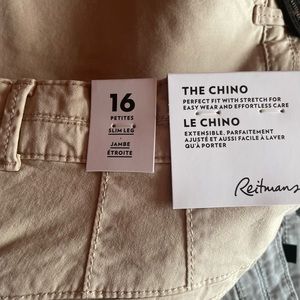 16
PETITES
SLIM LEG
JAMBE
ÉTROITE
THE CHINO
PERFECT FIT WITH STRETCH FOR
EASY WEAR AND EFFORTLESS CARE
LE CHINO
EXTENSIBLE, PARFAITEMENT
AJUSTÉ ET AUSSI FACILE À LAVER
QU'À PORTER
Reitmans